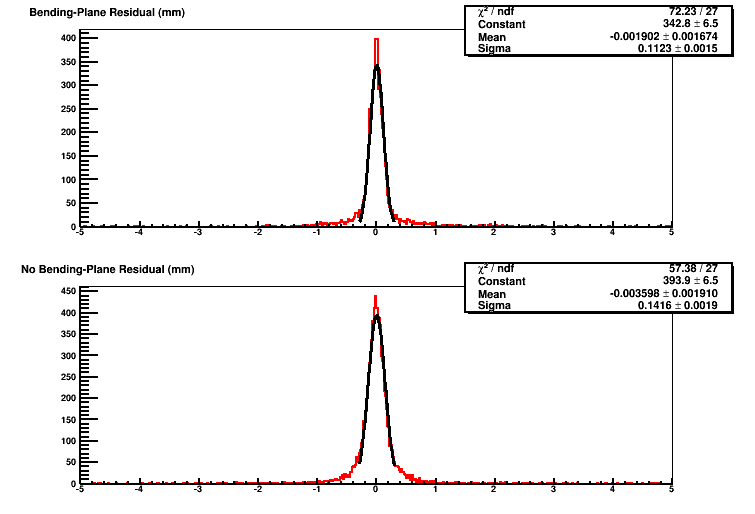 Bending-Plane Residual (mm)
χ² / ndf 72.23 / 27
Constant 342.8 ± 6.5
Mean -0.001902 ± 0.001674
Sigma 0.1123 ± 0.0015
400
350
300
250
200
150
100
50
0
-5 -4 -3 -2 -1 0 1 2 3 4 5
No Bending-Plane Residual (mm)
χ² / ndf 57.38 / 27
Constant 393.9 ± 6.5
Mean -0.003598 ± 0.001910
Sigma 0.1416 ± 0.0019
450
400
350
300
250
200
150
100
50
0
-5 -4 -3 -2 -1 0 1 2 3 4 5